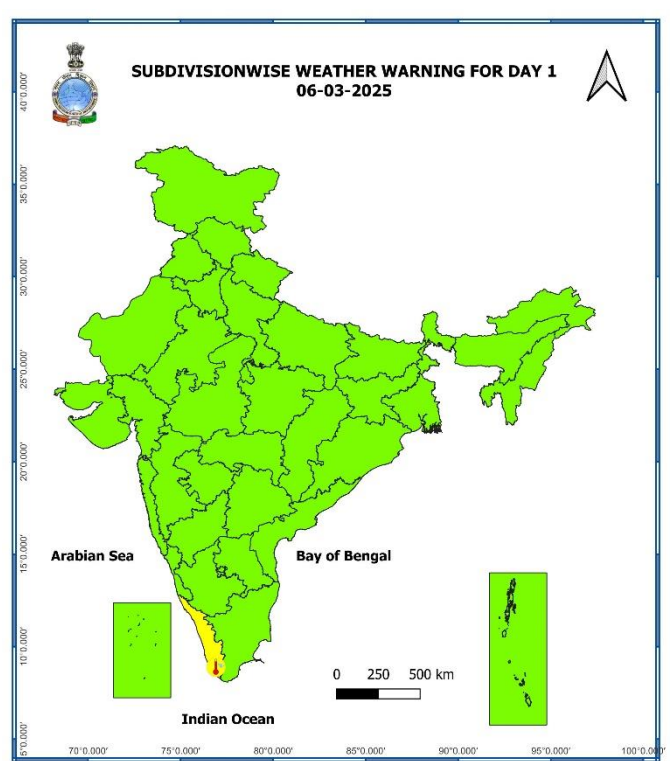 SUBDIVISIONWISE WEATHER WARNING FOR DAY 1
06-03-2025
40°0.000'
35°0.000'
30°0.000'
25°0.000'
20°0.000'
15°0.000'
10°0.000'
5°0.000'
Arabian Sea
Bay of Bengal
0 250 500 km
Indian Ocean
70°0.000' 75°0.000' 80°0.000' 85°0.000' 90°0.000' 95°0.000' 100°0.000'